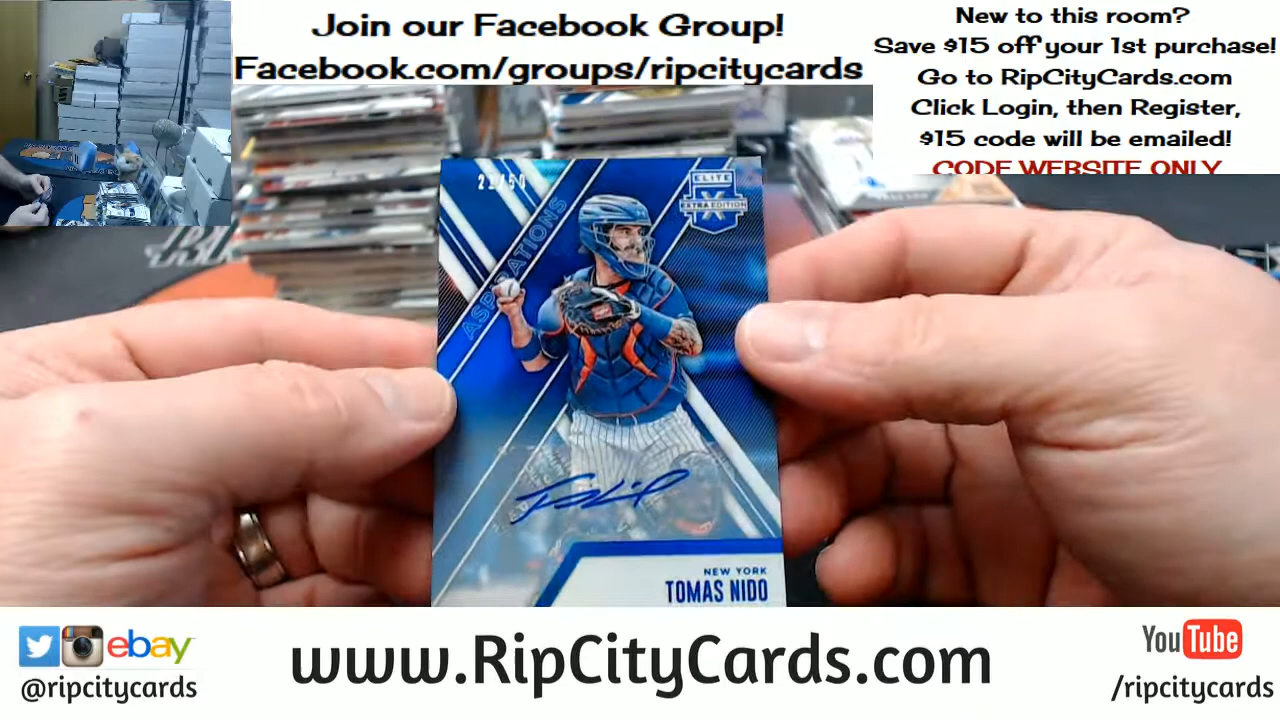 Join our Facebook Group!
Facebook.com/groups/ripcitycards
New to this room?
Save $15 off your 1st purchase!
Go to RipCityCards.com
Click Login, then Register,
$15 code will be emailed!
CODE WEBSITE ONLY
ASPIRATIONS
ELITE
X
EXTRA EDITION
NEW YORK
TOMAS NIDO
ebay
@ripcitycards
www.RipCityCards.com
YouTube
/ripcitycards